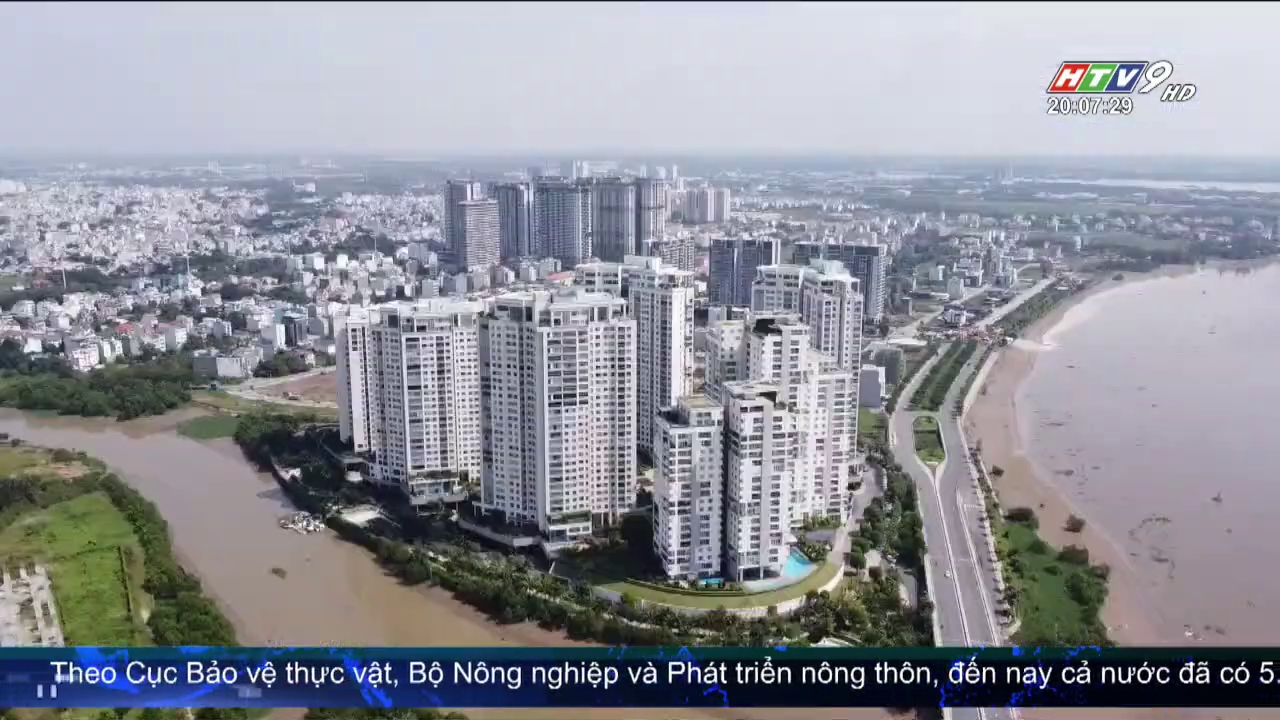 HTV9 HD
20:07:29
Theo Cục Bảo vệ thực vật, Bộ Nông nghiệp và Phát triển nông thôn, đến nay cả nước đã có 5.